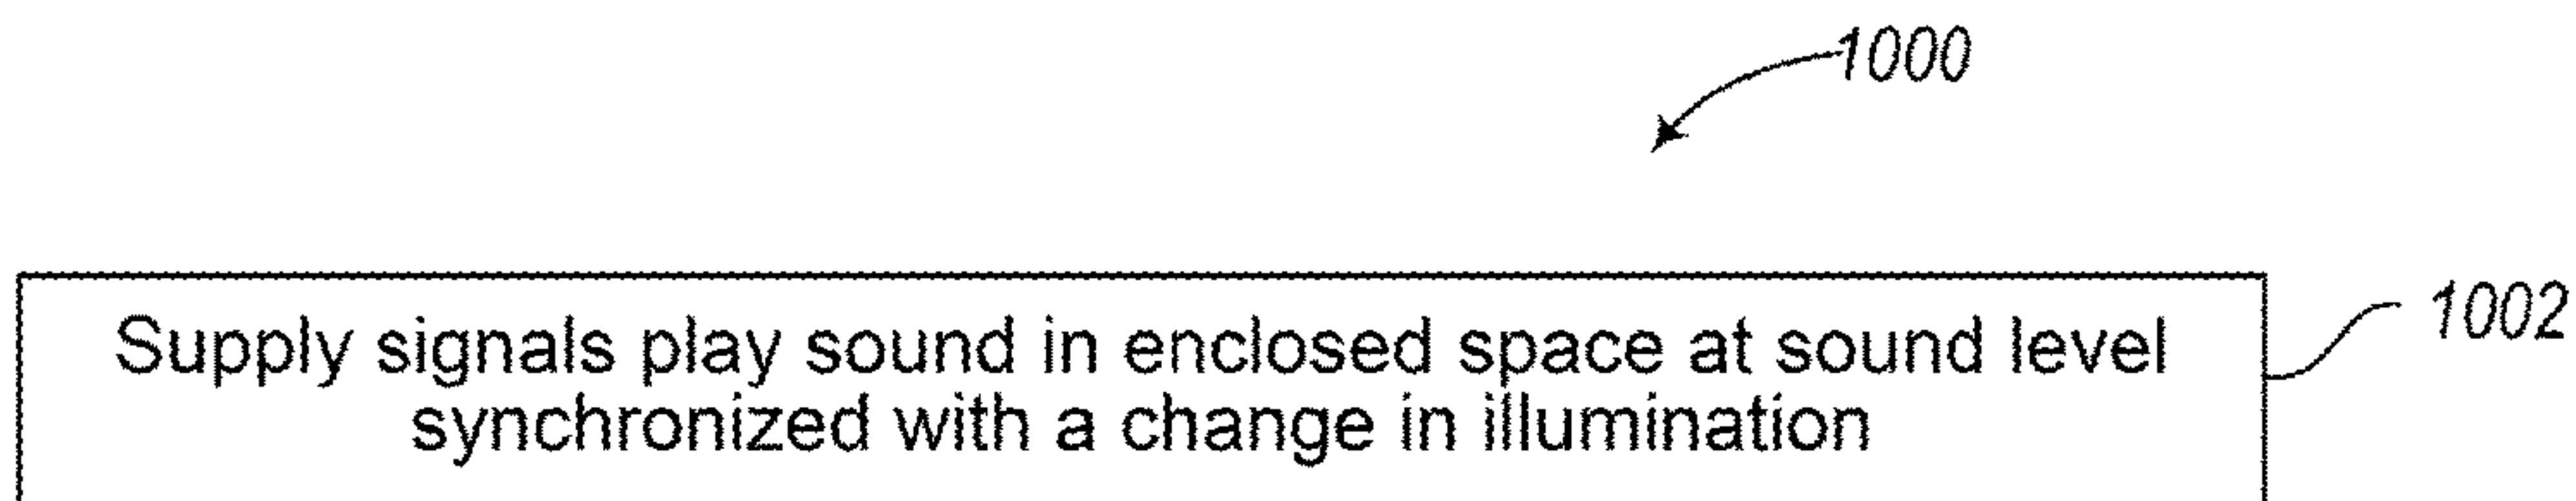 1000
Supply signals play sound in enclosed space at sound level
1002
synchronized with a change in illumination